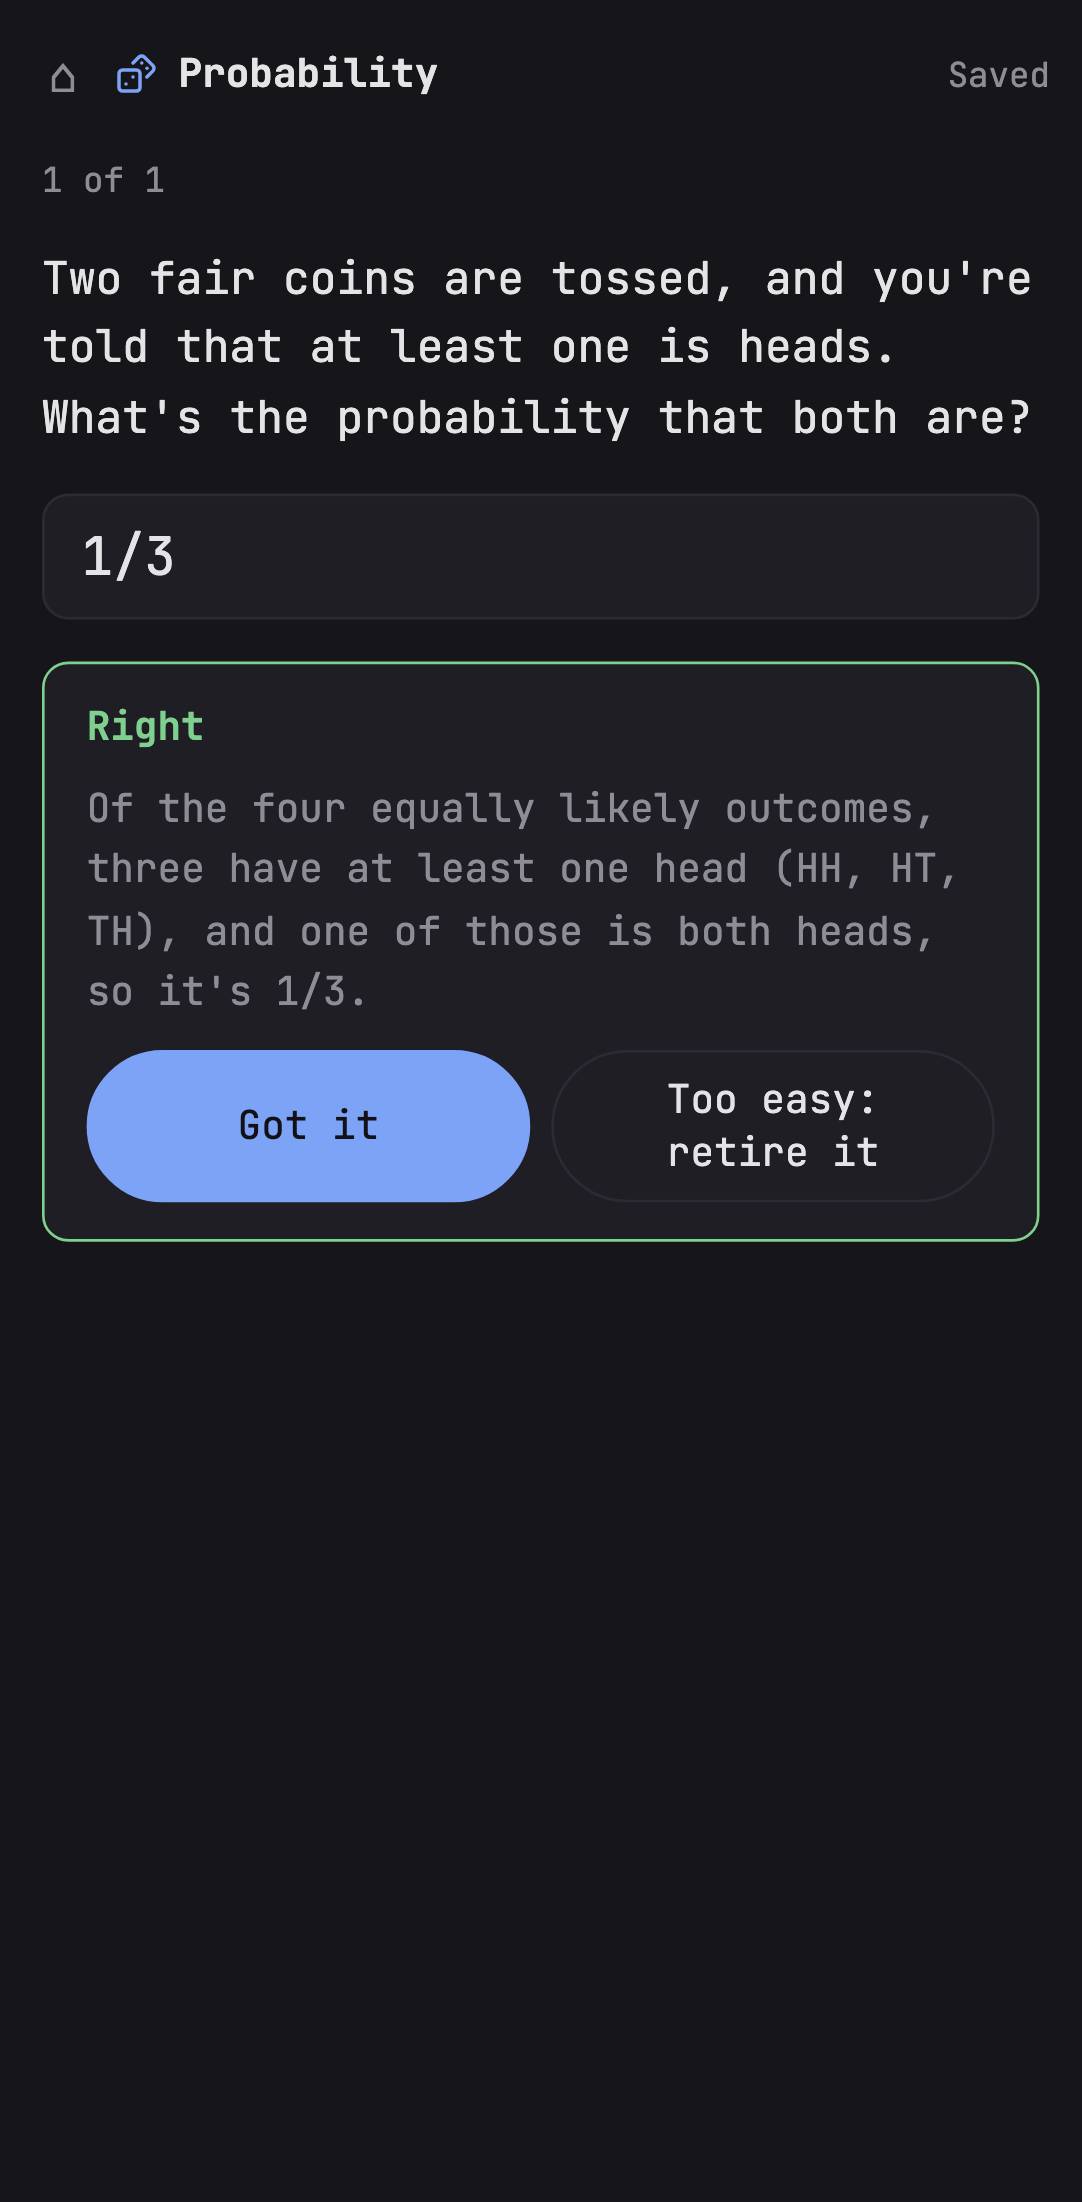 Probability
Saved
1 of 1
Two fair coins are tossed, and you're
told that at least one is heads.
What's the probability that both are?
1/3
Right
Of the four equally likely outcomes,
three have at least one head (HH, HT,
TH), and one of those is both heads,
so it's 1/3.
Got it
Too easy:
retire it